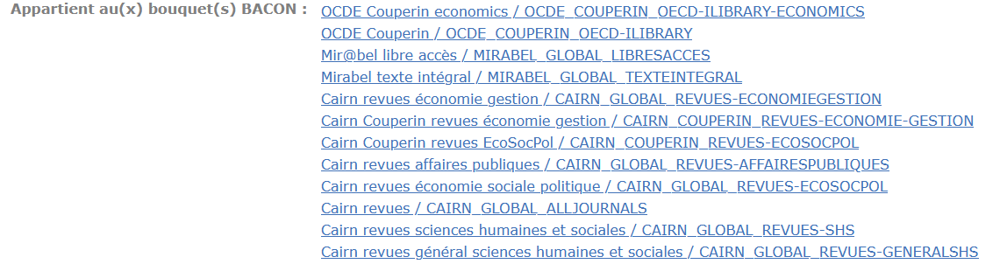 Appartient au(x) bouquet(s) BACON : OCDE Couperin economics / OCDE_COUPERIN_OECD-ILIBRARY-ECONOMICS
OCDE Couperin / OCDE_COUPERIN_OECD-ILIBRARY
Mir@bel libre accès / MIRABEL_GLOBAL_LIBRESACCES
Mirabel texte intégral / MIRABEL_GLOBAL_TEXTEINTEGRAL
Cairn revues économie gestion / CAIRN_GLOBAL_REVUES-ECONOMIEGESTION
Cairn Couperin revues économie gestion / CAIRN_COUPERIN_REVUES-ECONOMIE-GESTION
Cairn Couperin revues EcoSocPol / CAIRN_COUPERIN_REVUES-ECOSOCPOL
Cairn revues affaires publiques / CAIRN_GLOBAL_REVUES-AFFAIRESPUBLIQUES
Cairn revues économie sociale politique / CAIRN_GLOBAL_REVUES-ECOSOCPOL
Cairn revues / CAIRN_GLOBAL_ALLJOURNALS
Cairn revues sciences humaines et sociales / CAIRN_GLOBAL_REVUES-SHS
Cairn revues général sciences humaines et sociales / CAIRN_GLOBAL_REVUES-GENERALSHS